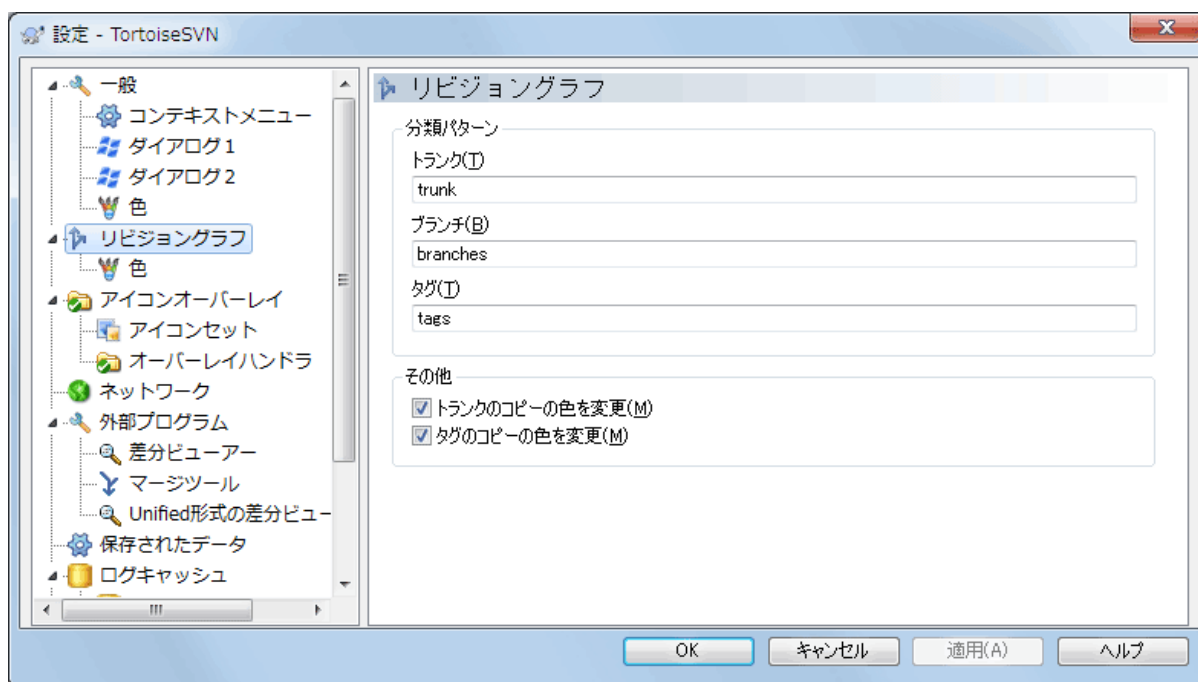 設定 - TortoiseSVN
一般
コンテキストメニュー
ダイアログ1
ダイアログ2
色
リビジョングラフ
色
アイコンオーバーレイ
アイコンセット
オーバーレイハンドラ
ネットワーク
外部プログラム
差分ビューアー
マージツール
Unified形式の差分ビュー
保存されたデータ
ログキャッシュ
リビジョングラフ
分類パターン
トランク(T)
trunk
ブランチ(B)
branches
タグ(T)
tags
その他
トランクのコピーの色を変更(M)
タグのコピーの色を変更(M)
OK
キャンセル
適用(A)
ヘルプ